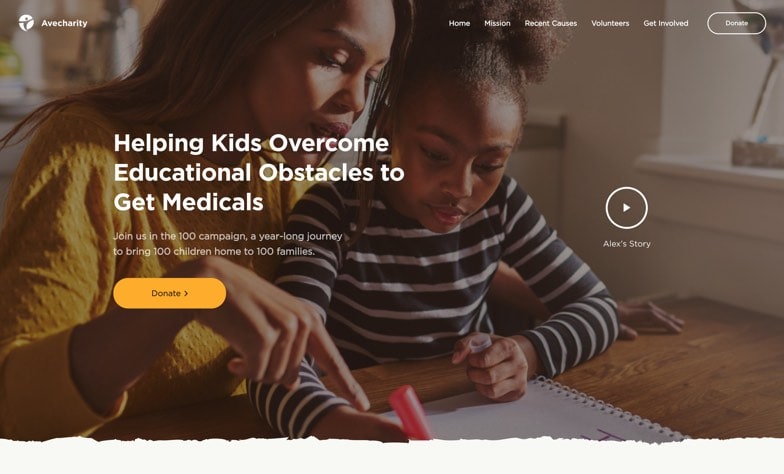 Avecharity
Home Mission Recent Causes Volunteers Get Involved Donate
Helping Kids Overcome
Educational Obstacles to
Get Medicals
Join us in the 100 campaign, a year-long journey
to bring 100 children home to 100 families.
Donate
Alex's Story